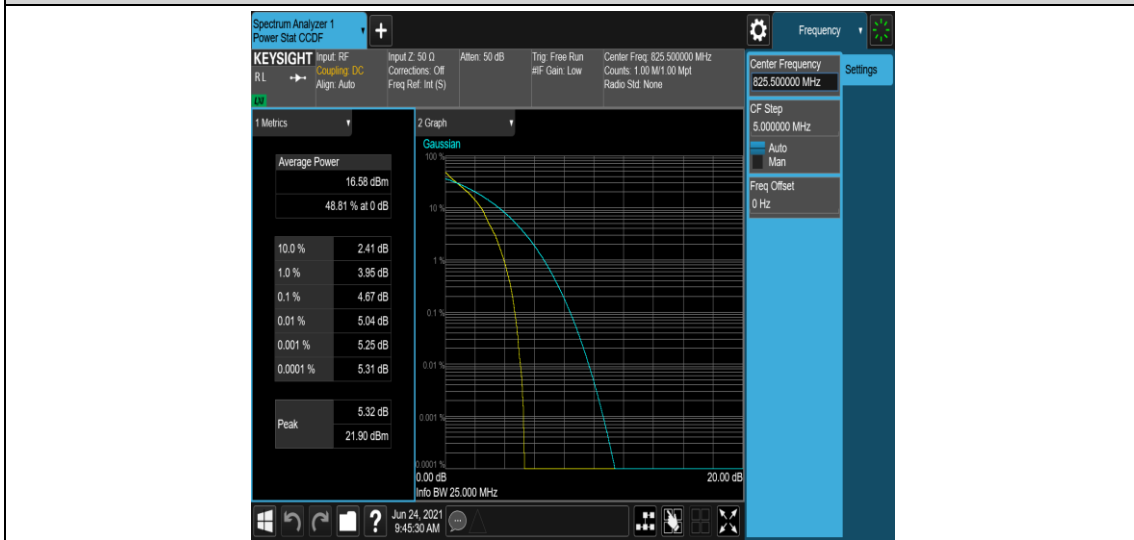 Spectrum Analyzer 1
Power Stat CCDF
Frequency
KEYSIGHT
RL
LXI
Input: RF
Coupling: DC
Align: Auto
Input Z: 50 Ω
Corrections: Off
Freq Ref: Int (S)
Atten: 50 dB
Trig: Free Run
#IF Gain: Low
Center Freq: 825.500000 MHz
Counts: 1.00 M/1.00 Mpt
Radio Std: None
Center Frequency
825.500000 MHz
Settings
CF Step
5.000000 MHz
Auto
Man
Freq Offset
0 Hz
1 Metrics
Average Power
16.58 dBm
48.81 % at 0 dB
10.0 % 2.41 dB
1.0 % 3.95 dB
0.1 % 4.67 dB
0.01 % 5.04 dB
0.001 % 5.25 dB
0.0001 % 5.31 dB
Peak
5.32 dB
21.90 dBm
2 Graph
Gaussian
100 %
10 %
1 %
0.1 %
0.01 %
0.001 %
0.0001 %
0.00 dB 20.00 dB
Info BW 25.000 MHz
Jun 24, 2021
9:45:30 AM